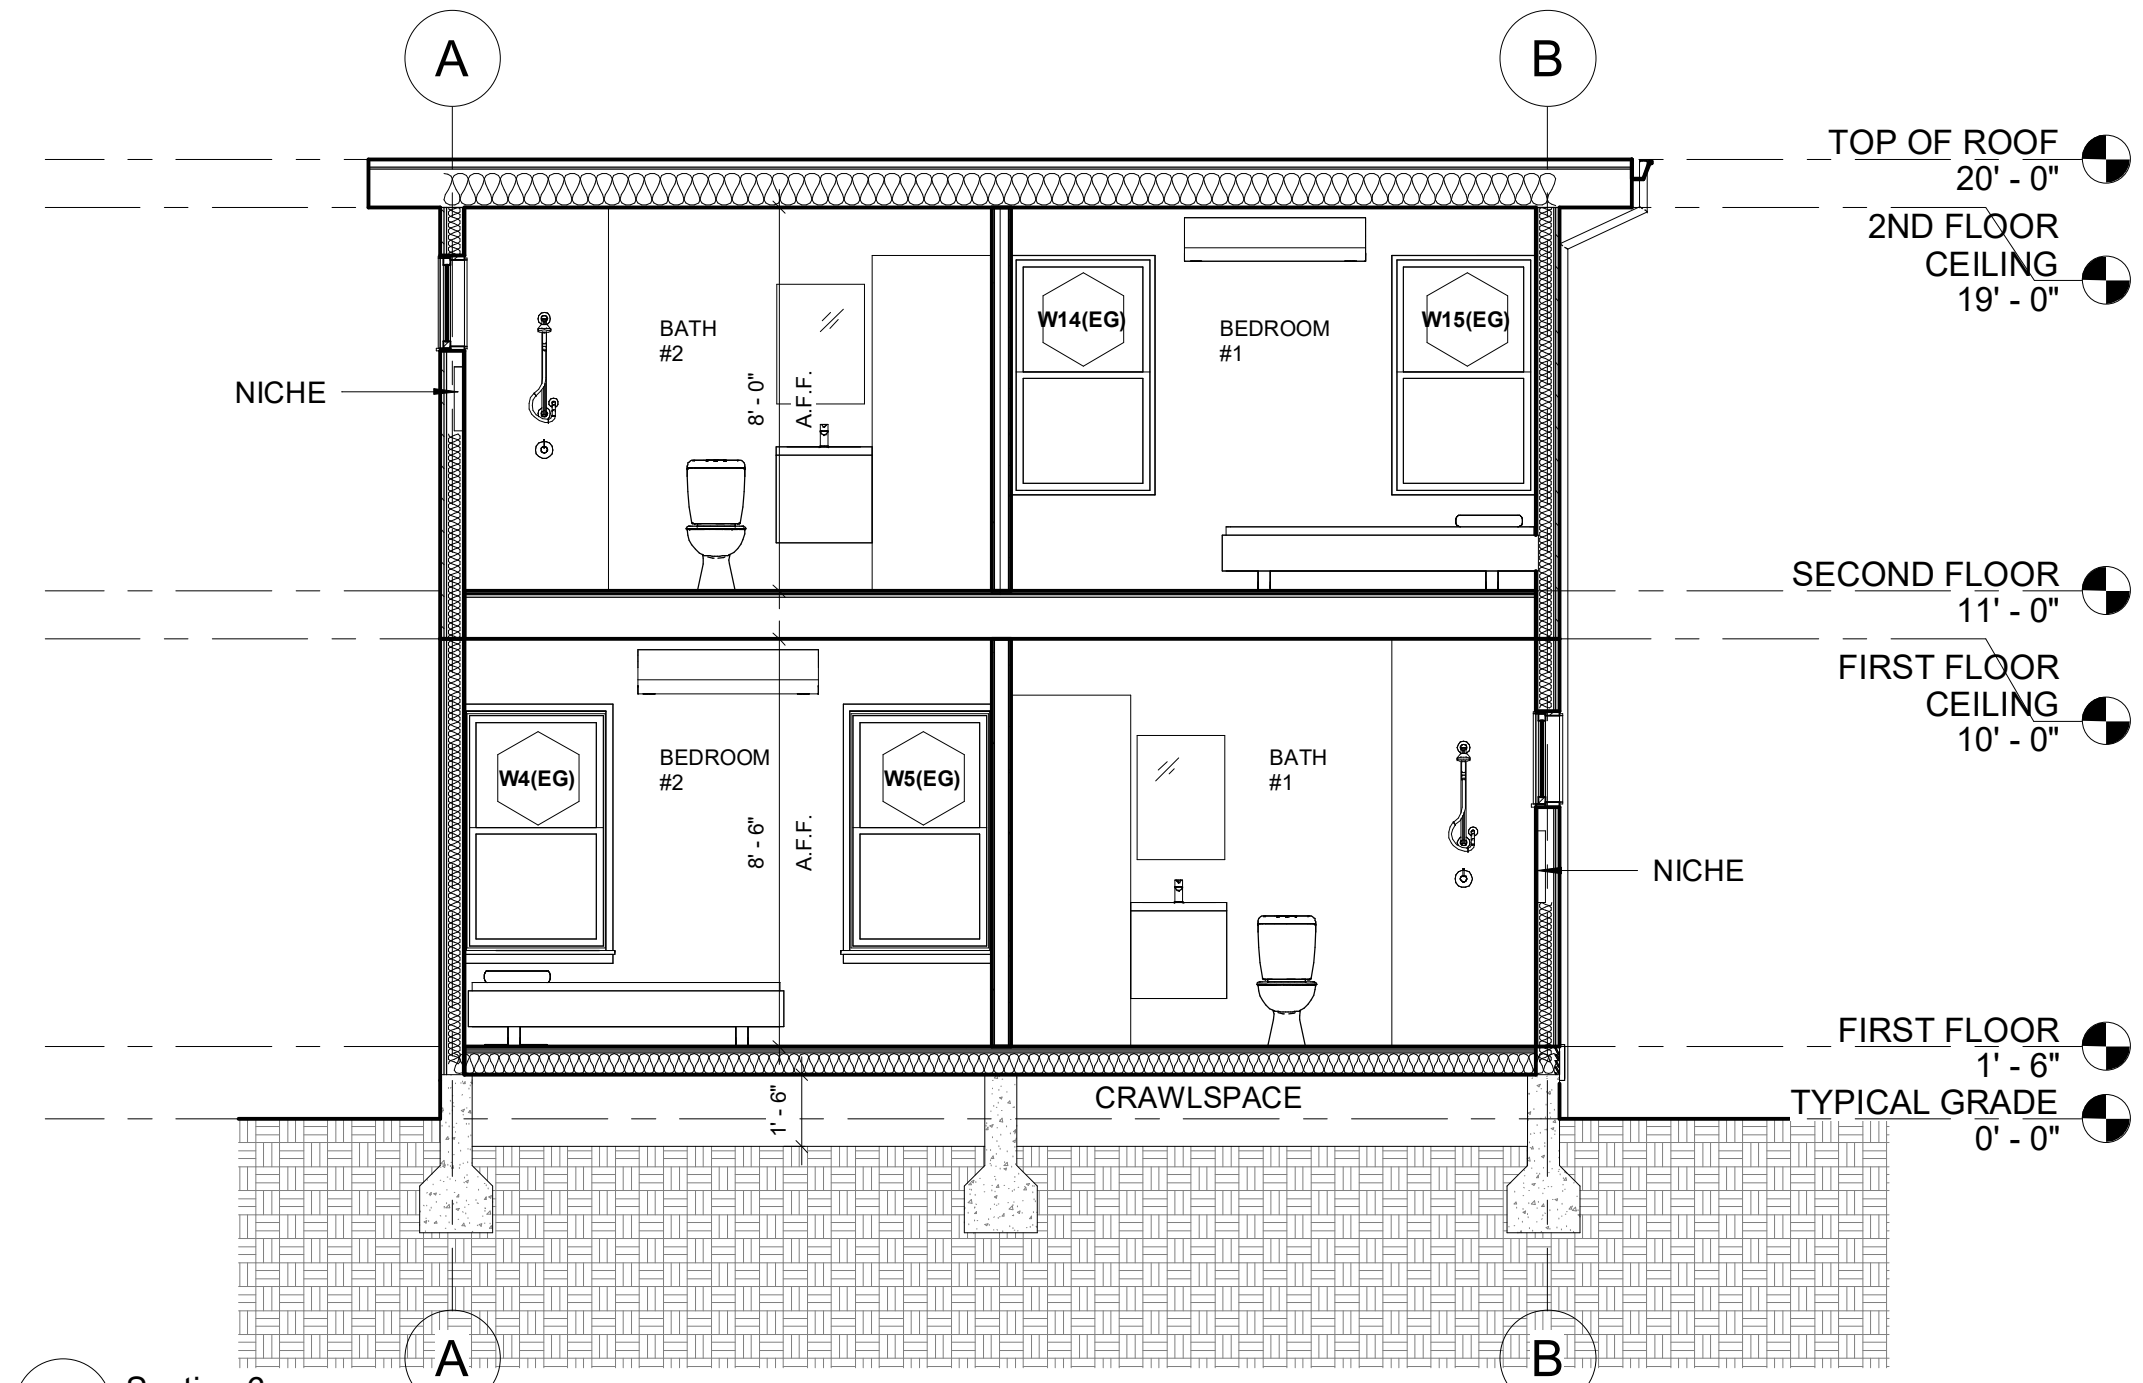 A
B
TOP OF ROOF
20' - 0"
2ND FLOOR
CEILING
19' - 0"
BATH
#2
W14(EG)
BEDROOM
#1
W15(EG)
NICHE
8' - 0"
A.F.F.
SECOND FLOOR
11' - 0"
FIRST FLOOR
CEILING
10' - 0"
W4(EG)
BEDROOM
#2
W5(EG)
BATH
#1
8' - 6"
A.F.F.
NICHE
FIRST FLOOR
1' - 6"
CRAWLSPACE
1' - 6"
TYPICAL GRADE
0' - 0"
A
B